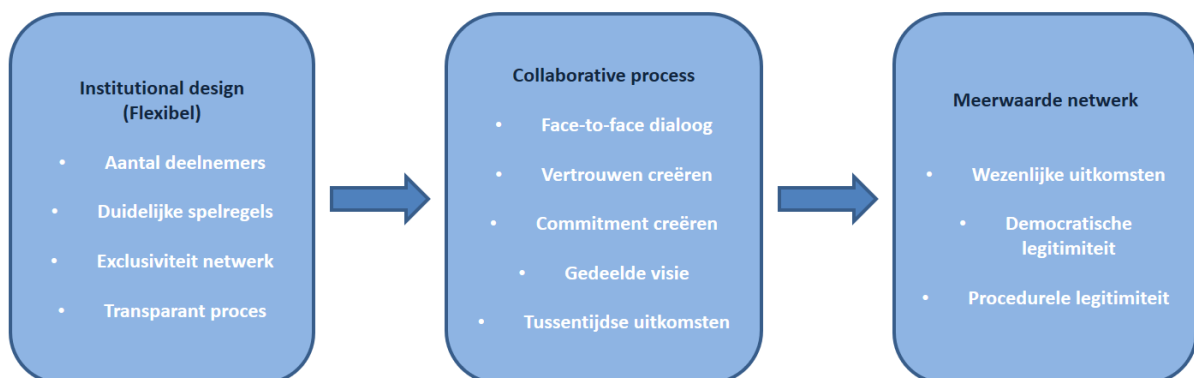 Institutional design
(Flexibel)
• Aantal deelnemers
• Duidelijke spelregels
• Exclusiviteit netwerk
• Transparant proces
Collaborative process
• Face-to-face dialoog
• Vertrouwen creëren
• Commitment creëren
• Gedeelde visie
• Tussentijdse uitkomsten
Meerwaarde netwerk
• Wezenlijke uitkomsten
• Democratische
legitimiteit
• Procedurele legitimiteit